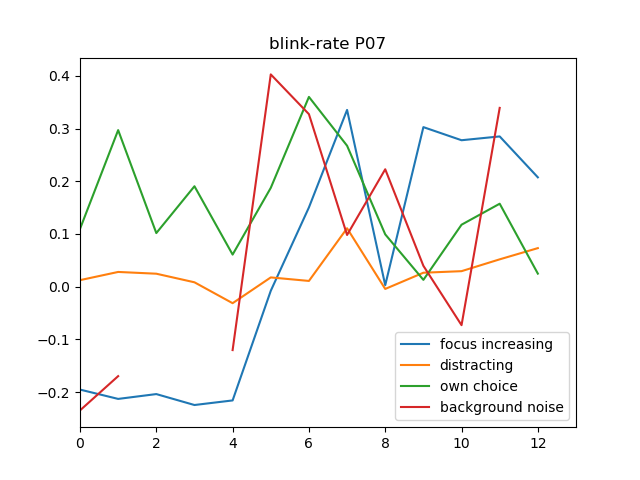 blink-rate P07
0.4
0.3
0.2
0.1
0.0
−0.1
−0.2
focus increasing
distracting
own choice
background noise
0 2 4 6 8 10 12